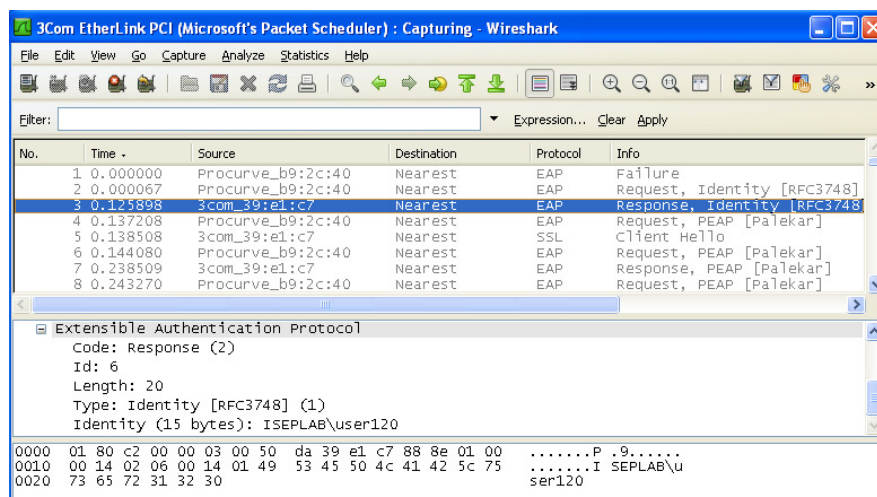 3Com EtherLink PCI (Microsoft's Packet Scheduler) : Capturing - Wireshark
File Edit View Go Capture Analyze Statistics Help
Filter: Expression... Clear Apply
No. Time Source Destination Protocol Info
1 0.000000 Procurve_b9:2c:40 Nearest EAP Failure
2 0.000067 Procurve_b9:2c:40 Nearest EAP Request, Identity [RFC3748]
3 0.125898 3com_39:e1:c7 Nearest EAP Response, Identity [RFC3748
4 0.137208 Procurve_b9:2c:40 Nearest EAP Request, PEAP [Palekar]
5 0.138508 3com_39:e1:c7 Nearest SSL Client Hello
6 0.144080 Procurve_b9:2c:40 Nearest EAP Request, PEAP [Palekar]
7 0.238509 3com_39:e1:c7 Nearest EAP Response, PEAP [Palekar]
8 0.243270 Procurve_b9:2c:40 Nearest EAP Request, PEAP [Palekar]
Extensible Authentication Protocol
Code: Response (2)
Id: 6
Length: 20
Type: Identity [RFC3748] (1)
Identity (15 bytes): ISEPLAB\user120
0000 01 80 c2 00 00 03 00 50 da 39 e1 c7 88 8e 01 00 .......P .9......
0010 00 14 02 06 00 14 01 49 53 45 50 4c 41 42 5c 75 .......I SEPLAB\u
0020 73 65 72 31 32 30 ser120